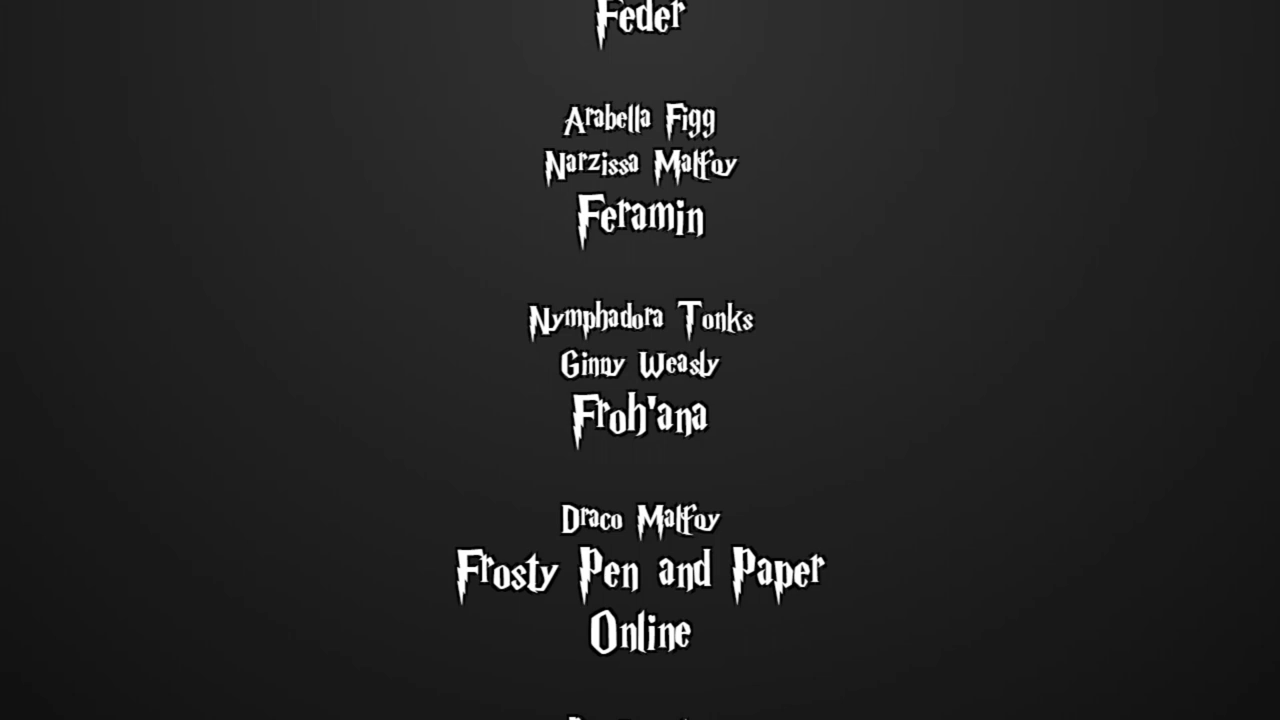 Feder
Arabella Figg
Narzissa Malfoy
Feramin
Nymphadora Tonks
Ginny Weasly
Froh'ana
Draco Malfoy
Frosty Pen and Paper
Online